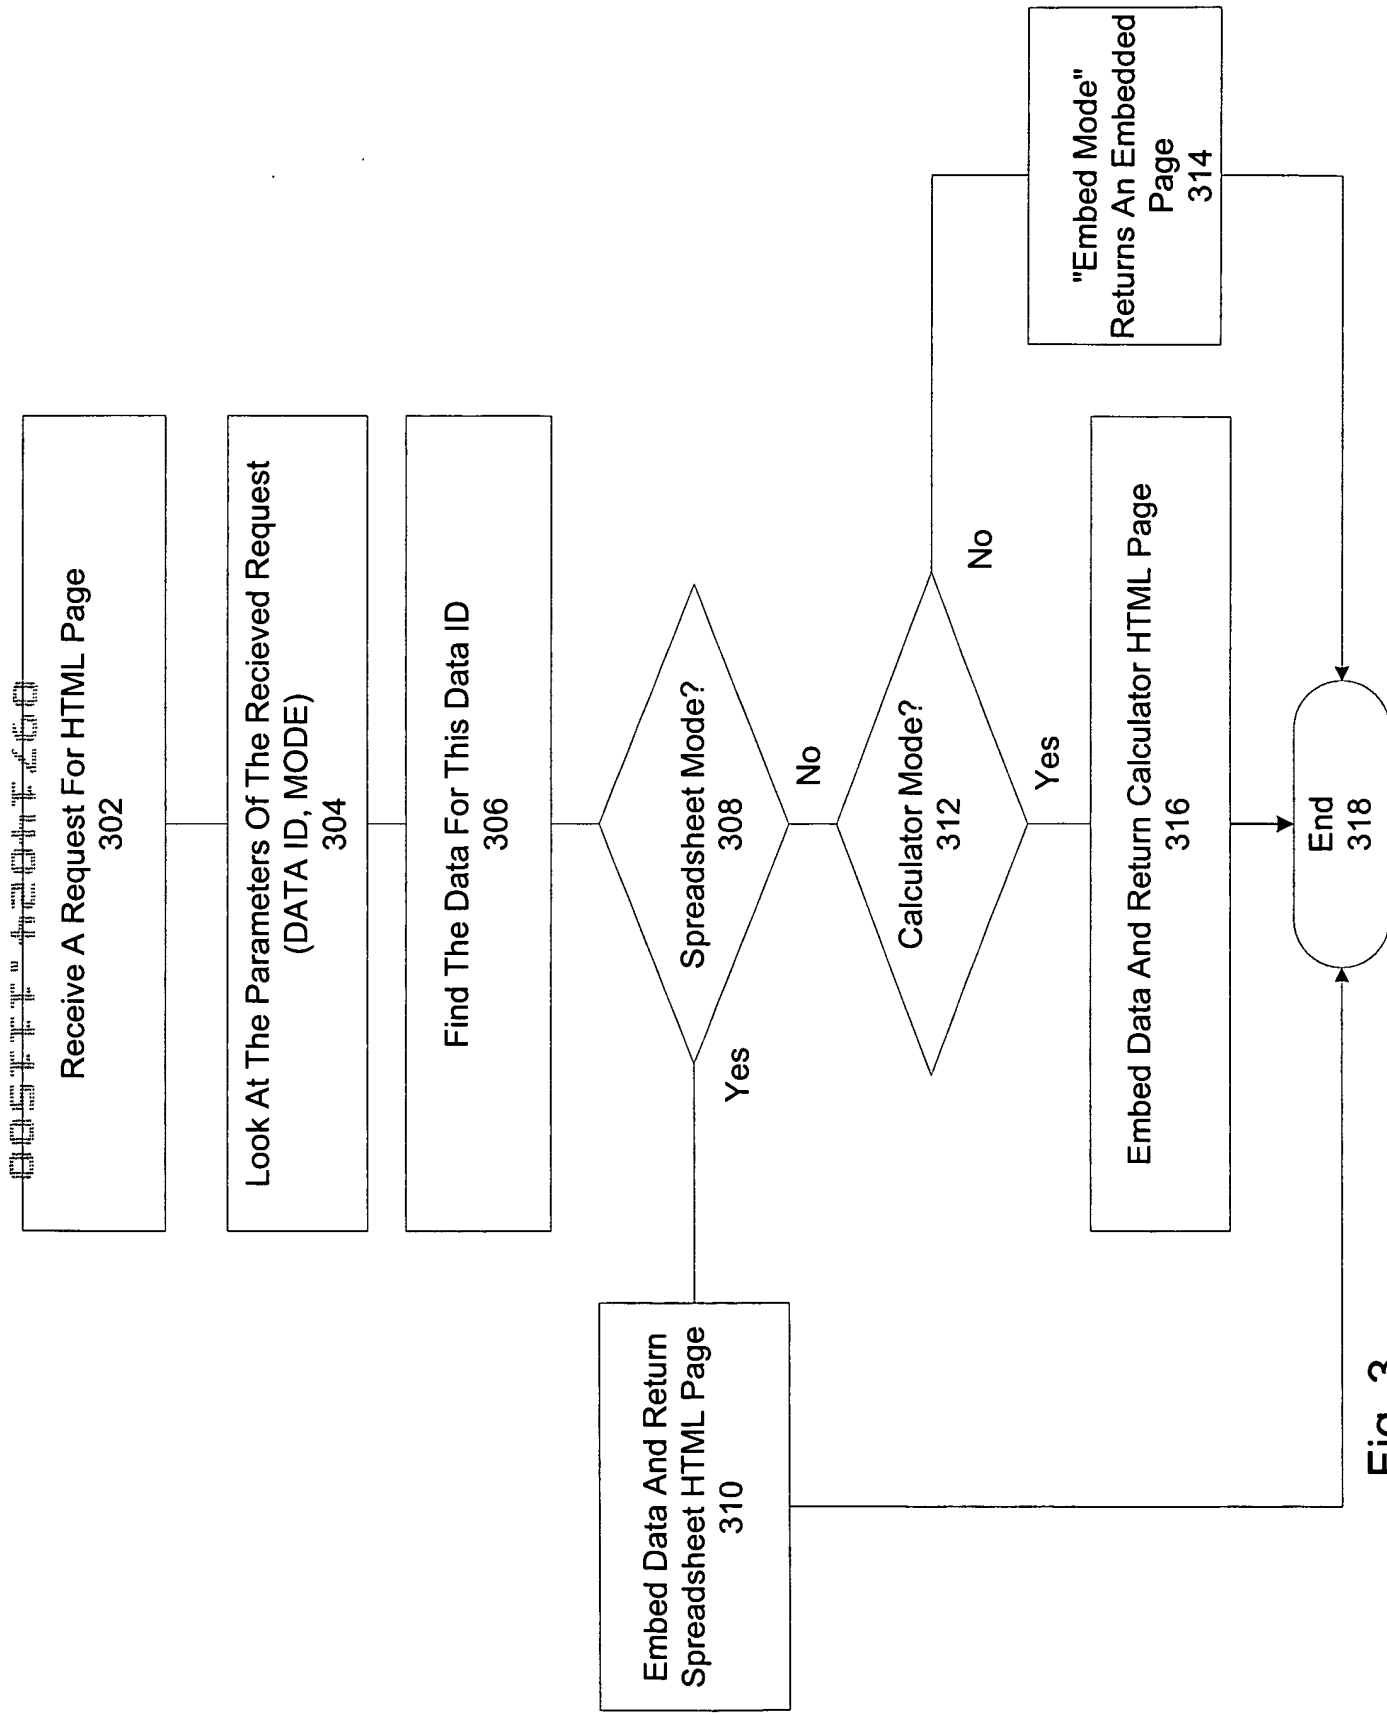 Receive A Request For HTML Page
302
Look At The Parameters Of The Recieved Request
(DATA ID, MODE)
304
Find The Data For This Data ID
306
Spreadsheet Mode?
308
Yes
No
Embed Data And Return
Spreadsheet HTML Page
310
Calculator Mode?
312
No
Yes
"Embed Mode"
Returns An Embedded
Page
314
Embed Data And Return Calculator HTML Page
316
End
318
Fig. 3